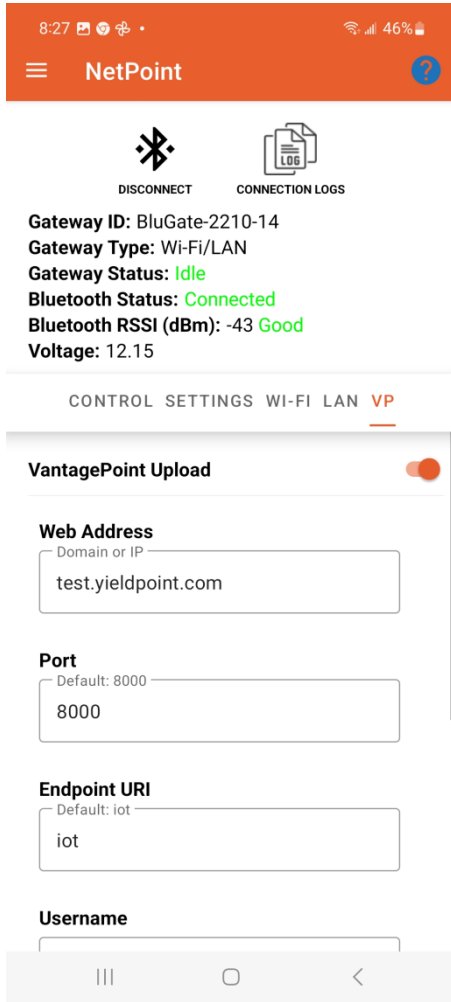 8:27 46%
NetPoint ?
LOG
DISCONNECT CONNECTION LOGS
Gateway ID: BluGate-2210-14
Gateway Type: Wi-Fi/LAN
Gateway Status: Idle
Bluetooth Status: Connected
Bluetooth RSSI (dBm): -43 Good
Voltage: 12.15
CONTROL SETTINGS WI-FI LAN VP
VantagePoint Upload
Web Address
Domain or IP
test.yieldpoint.com
Port
Default: 8000
8000
Endpoint URI
Default: iot
iot
Username